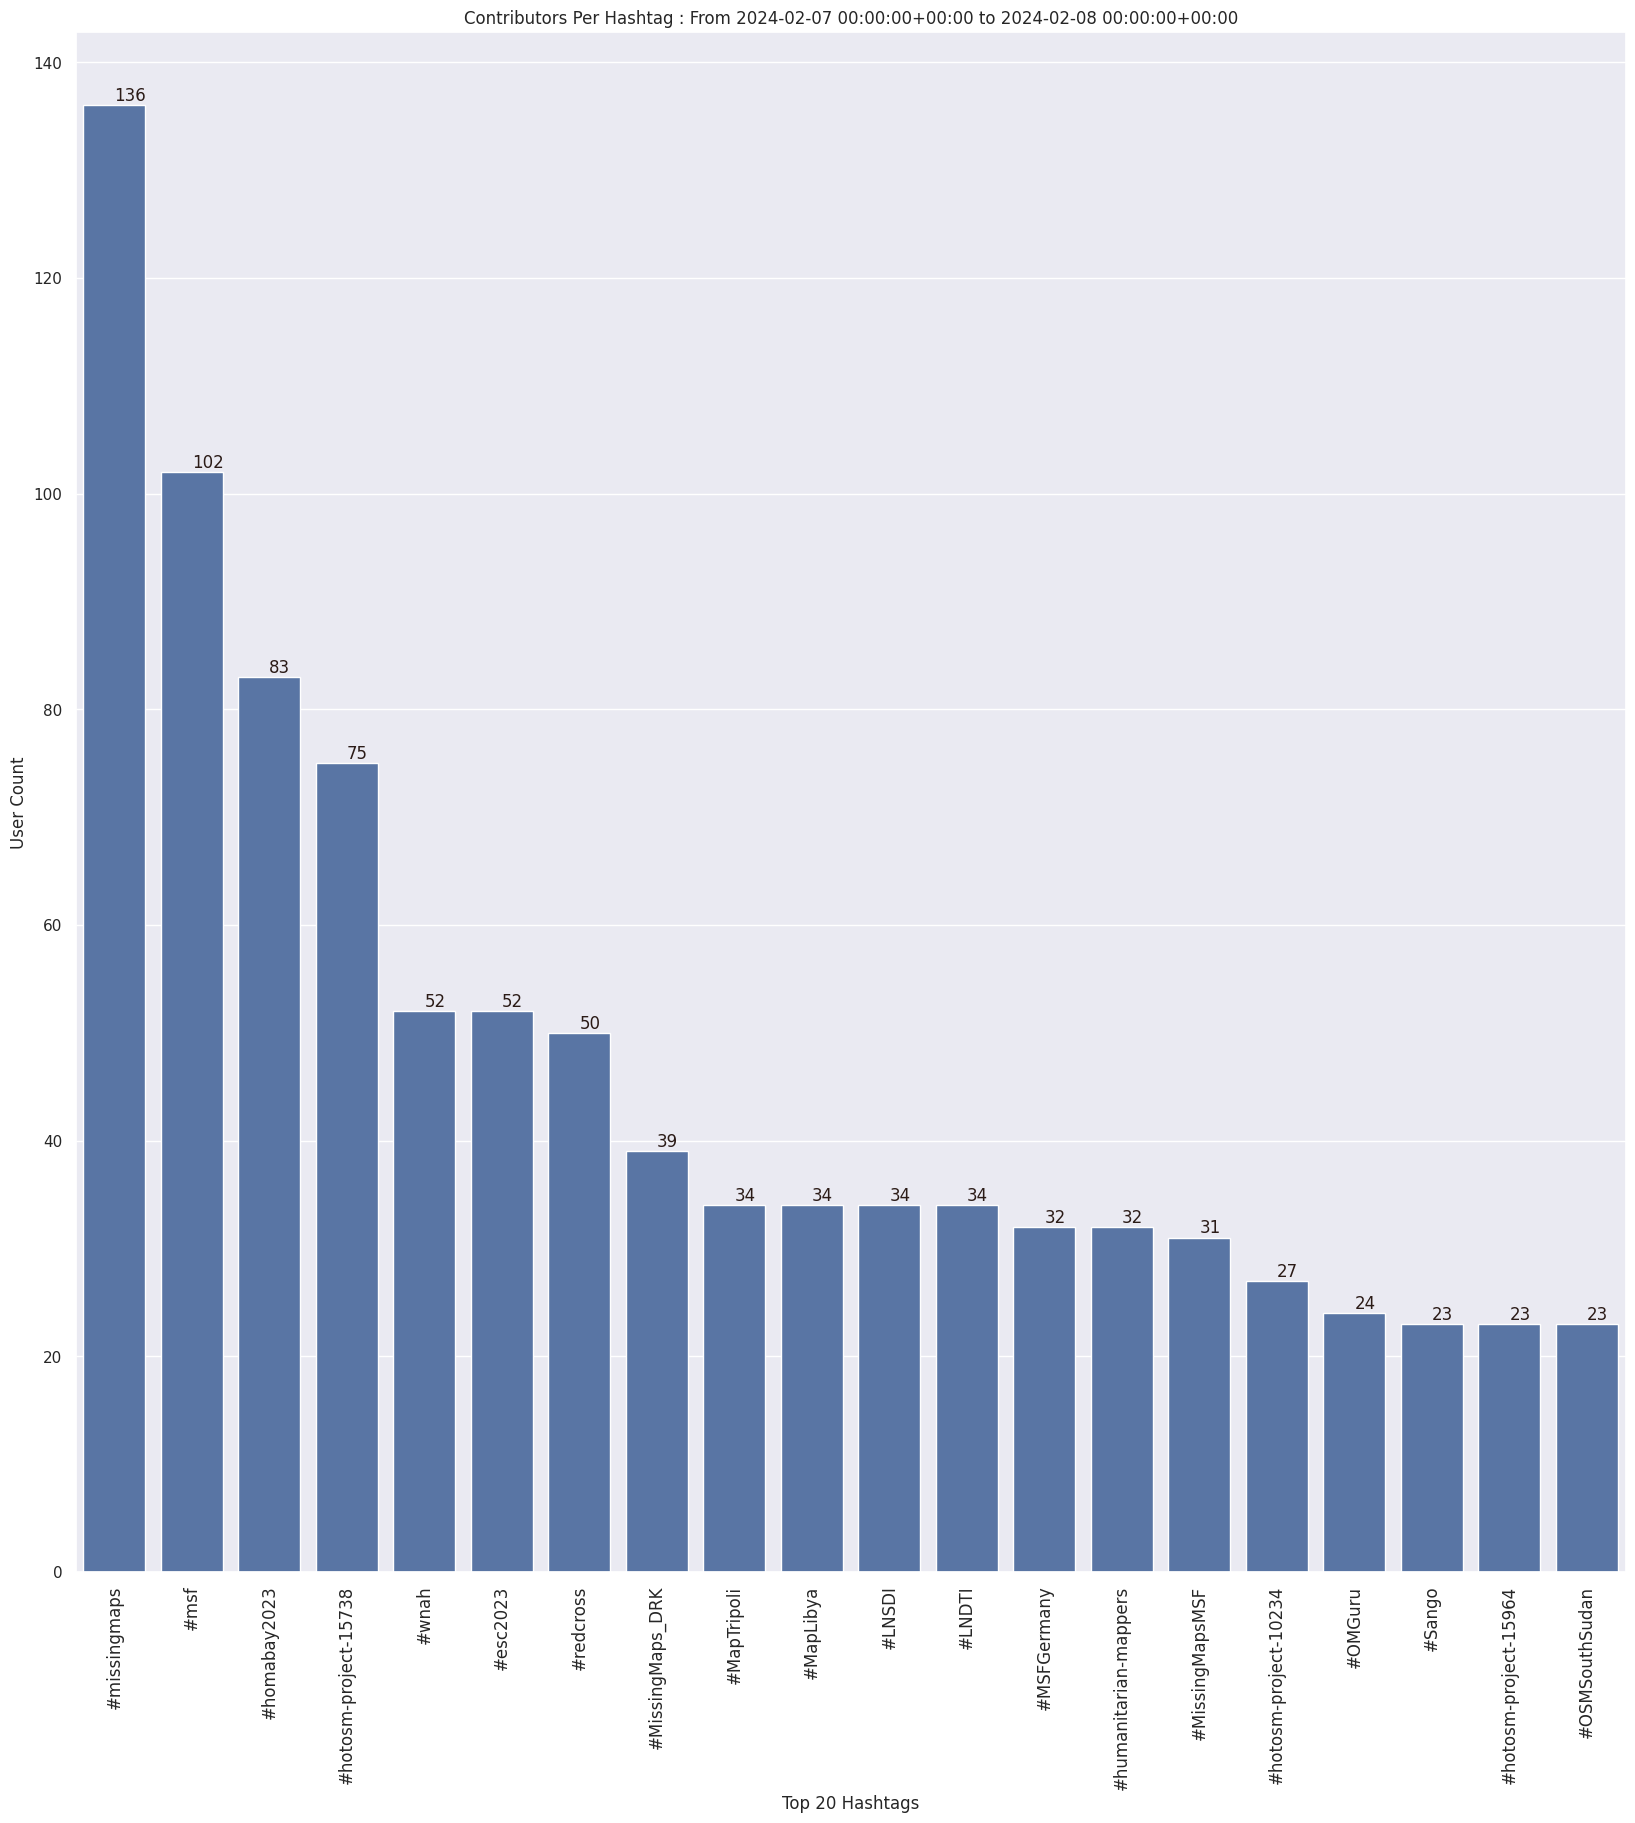 Contributors Per Hashtag : From 2024-02-07 00:00:00+00:00 to 2024-02-08 00:00:00+00:00
140
120
100
80
60
40
20
0
User Count
136
102
83
75
52
52
50
39
34
34
34
34
32
32
31
27
24
23
23
23
#missingmaps
#msf
#homabay2023
#hotosm-project-15738
#wnah
#esc2023
#redcross
#MissingMaps_DRK
#MapTripoli
#MapLibya
#LNSDI
#LNDTI
#MSFGermany
#humanitarian-mappers
#MissingMapsMSF
#hotosm-project-10234
#OMGuru
#Sango
#hotosm-project-15964
#OSMSouthSudan
Top 20 Hashtags